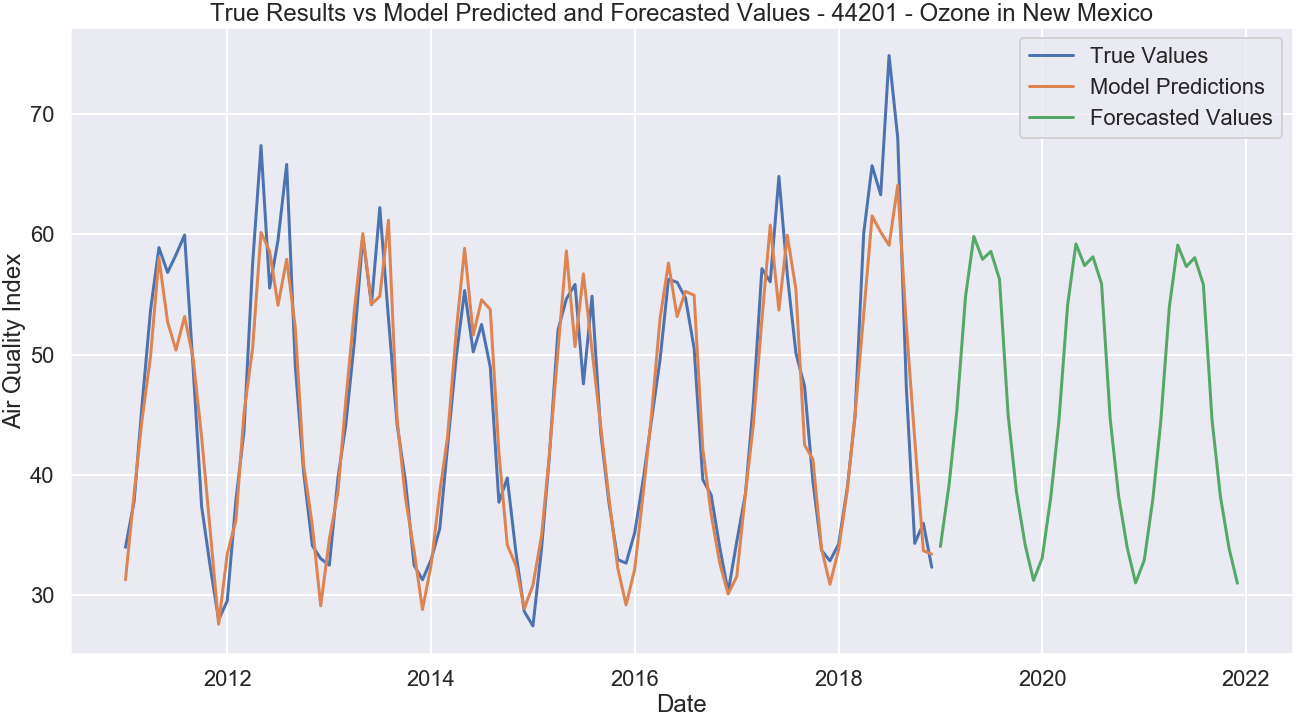 True Results vs Model Predicted and Forecasted Values - 44201 - Ozone in New Mexico
True Values
Model Predictions
Forecasted Values
70
60
50
40
30
Air Quality Index
2012
2014
2016
2018
2020
2022
Date